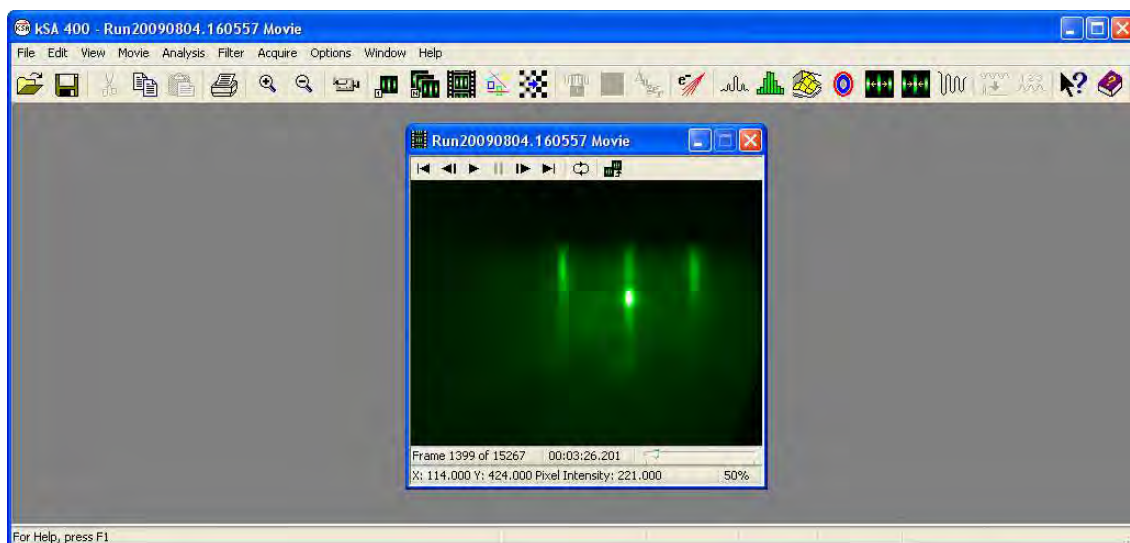 kSA 400 - Run20090804.160557 Movie
File Edit View Movie Analysis Filter Acquire Options Window Help
Run20090804.160557 Movie
Frame 1399 of 15267 00:03:26.201
X: 114.000 Y: 424.000 Pixel Intensity: 221.000 50%
For Help, press F1